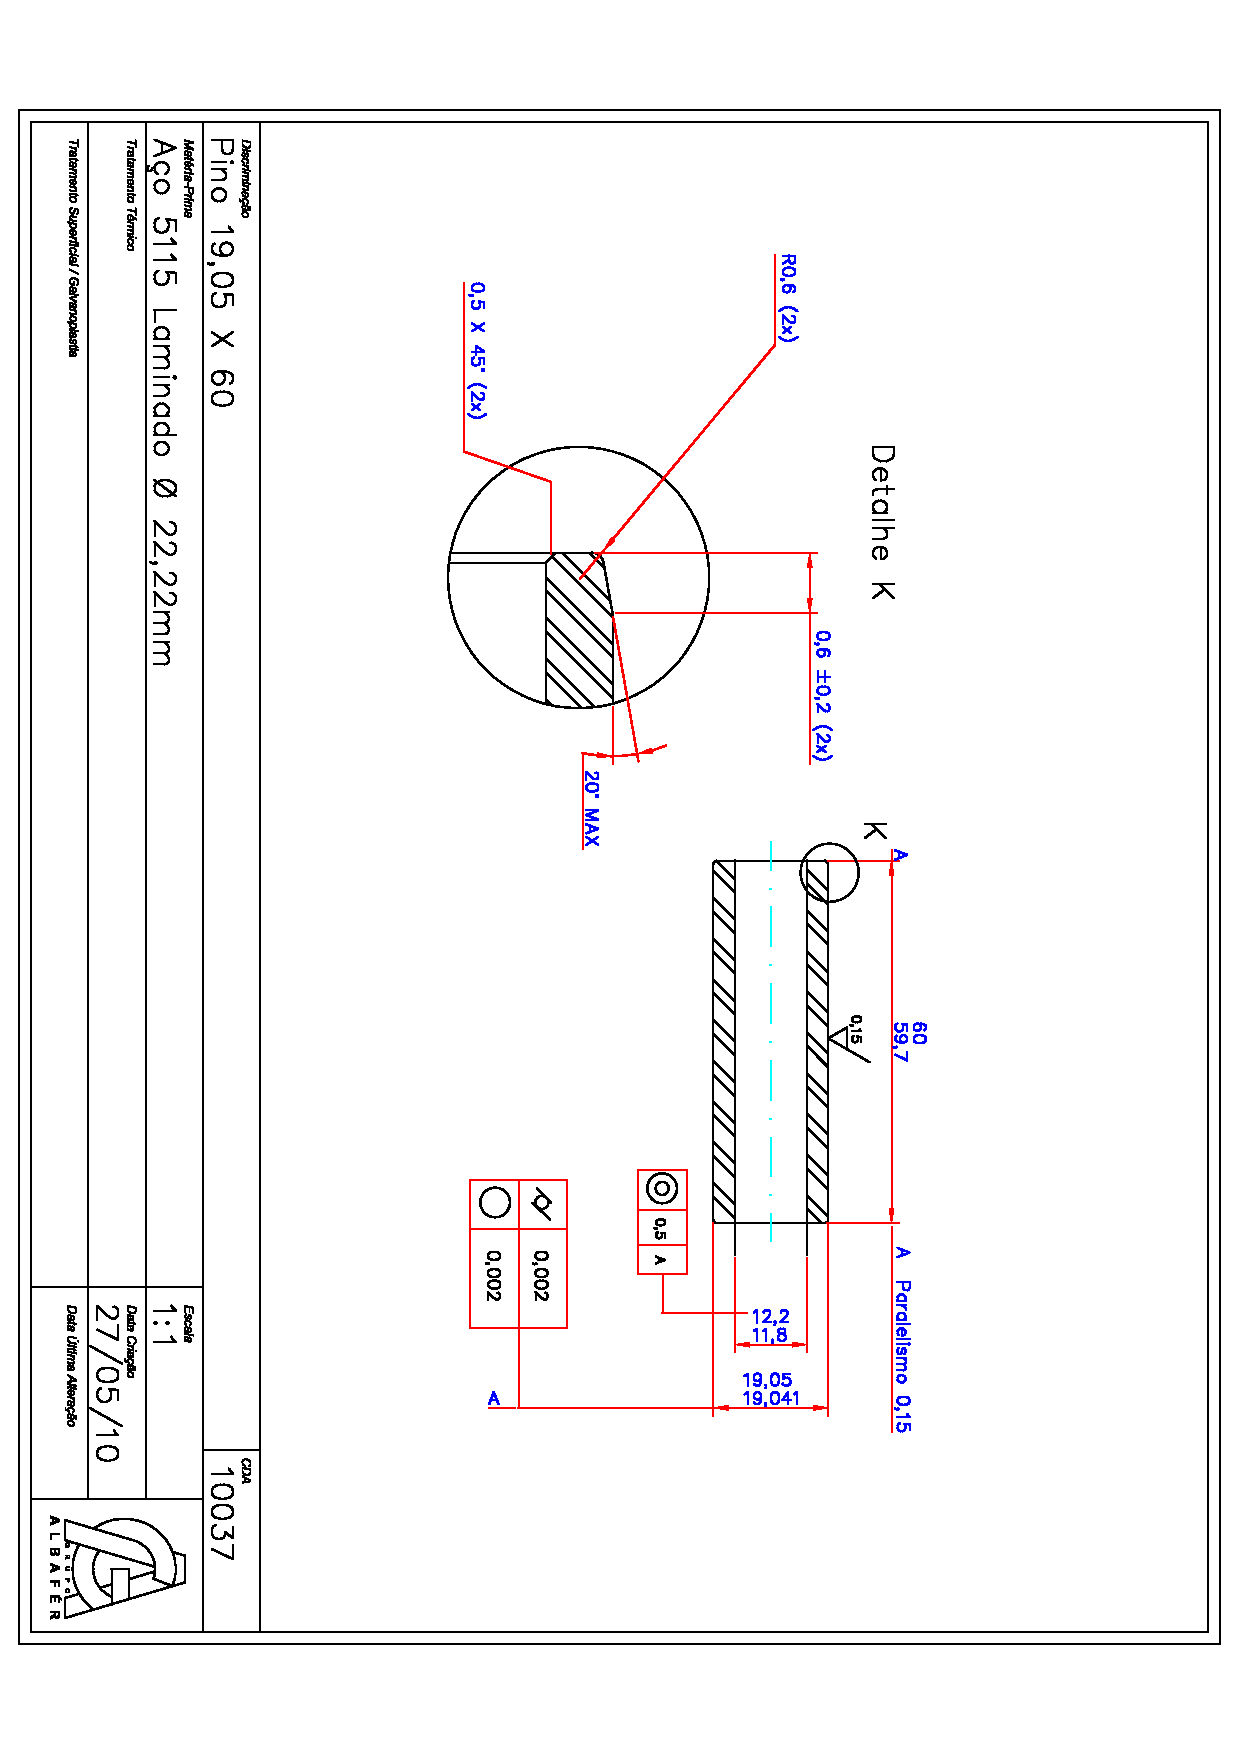 Detalhe K
R0,6 (2x)
0,6 ±0,2 (2x)
0,5 X 45° (2x)
20° MAX
K
A
60
59,7
A Paralelismo 0,15
0,15
0,5 A
12,2
11,8
19,05
19,041
0,002
0,002
A
Discriminação
Pino 19,05 X 60
CDA
10037
Matéria-Prima
Aço 5115 Laminado Ø 22,22mm
Escala
1:1
Tratamento Térmico
Data Criação
27/05/10
Tratamento Superficial / Galvanoplastia
Data Última Alteração
GRUPO
ALBAFÉR